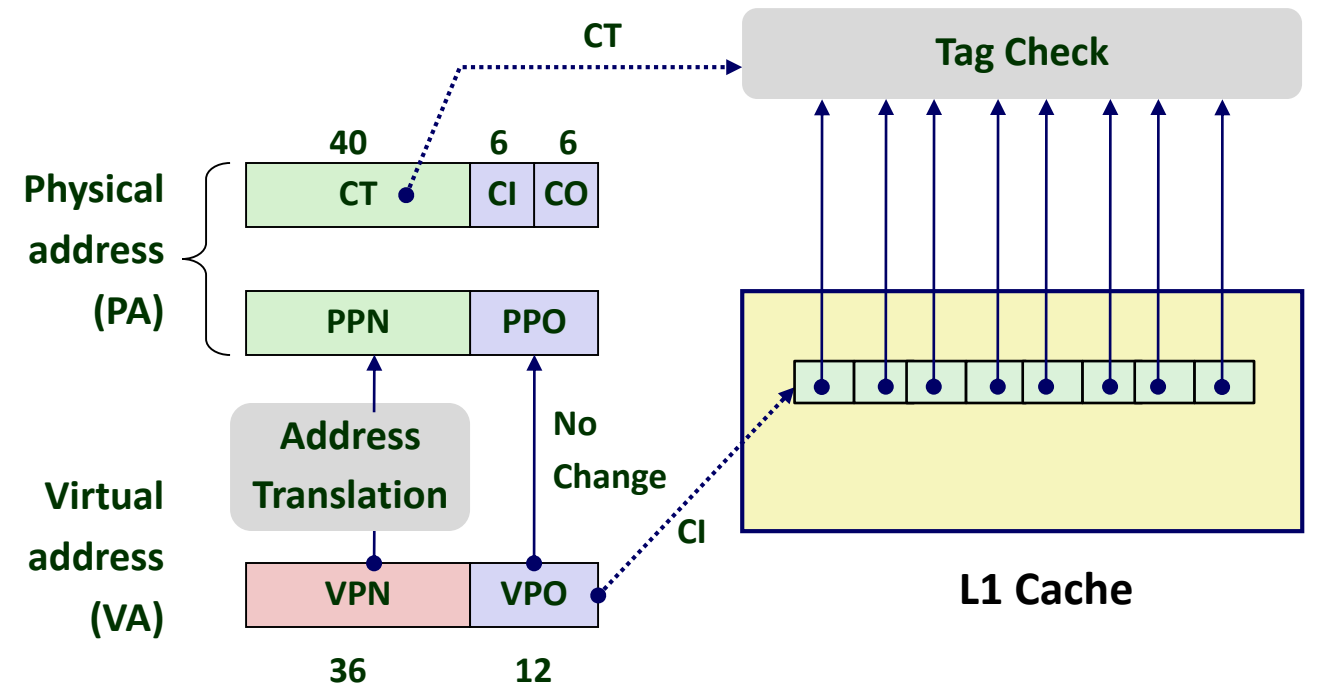 CT
Tag Check
40
6
6
Physical
address
(PA)
CT
CI
CO
PPN
PPO
Address
Translation
No
Change
Virtual
address
(VA)
CI
VPN
VPO
L1 Cache
36
12